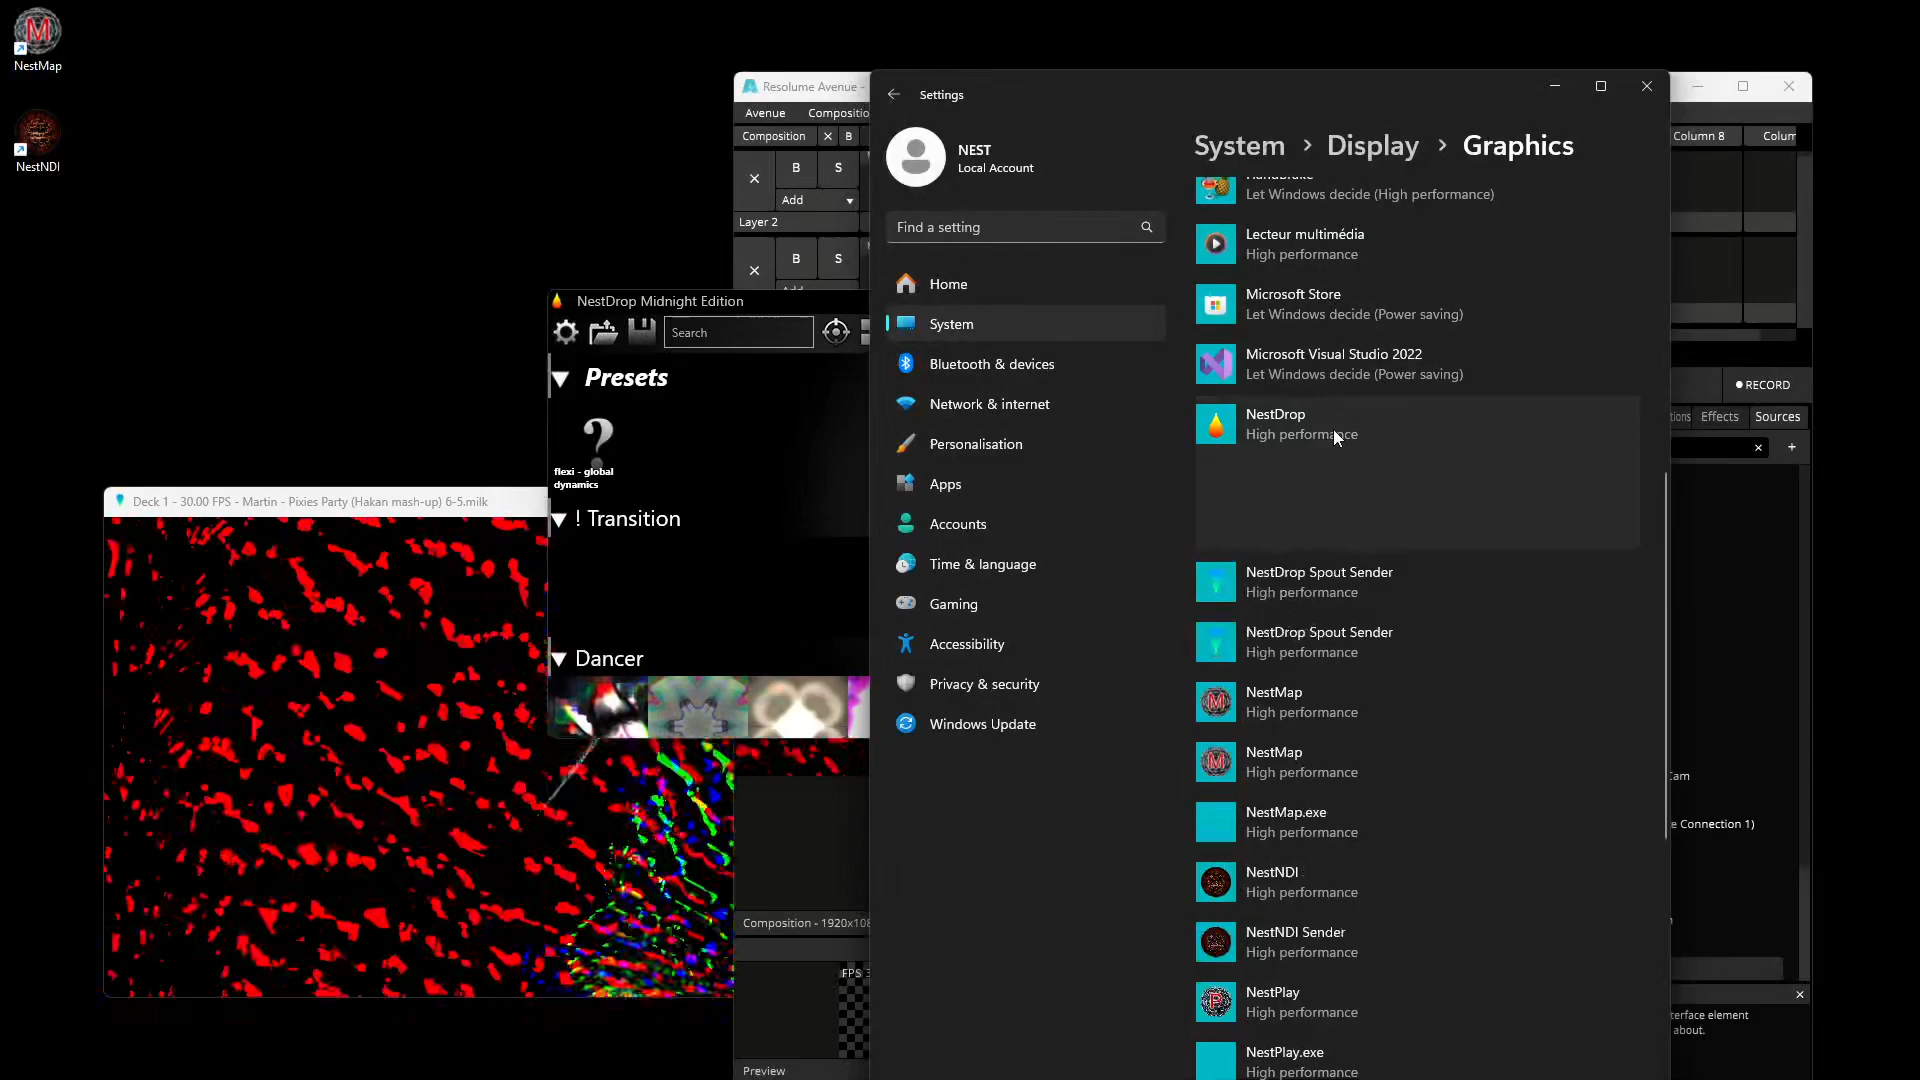 NestMap
NestNDI
Resolume Avenue -
Avenue
Compositio
Composition
B
B
S
Add
Layer 2
B
S
NestDrop Midnight Edition
Search
Presets
flexi - global
dynamics
! Transition
Dancer
Deck 1 - 30.00 FPS - Martin - Pixies Party (Hakan mash-up) 6-5.milk
Composition - 1920x108
FPS 3
Preview
Settings
NEST
Local Account
Find a setting
Home
System
Bluetooth & devices
Network & internet
Personalisation
Apps
Accounts
Time & language
Gaming
Accessibility
Privacy & security
Windows Update
System > Display > Graphics
HandBrake
Let Windows decide (High performance)
Lecteur multimédia
High performance
Microsoft Store
Let Windows decide (Power saving)
Microsoft Visual Studio 2022
Let Windows decide (Power saving)
NestDrop
High performance
NestDrop Spout Sender
High performance
NestDrop Spout Sender
High performance
NestMap
High performance
NestMap
High performance
NestMap.exe
High performance
NestNDI
High performance
NestNDI Sender
High performance
NestPlay
High performance
NestPlay.exe
High performance
Column 8
Colum
RECORD
tions
Effects
Sources
Cam
e Connection 1)
terface element
about.